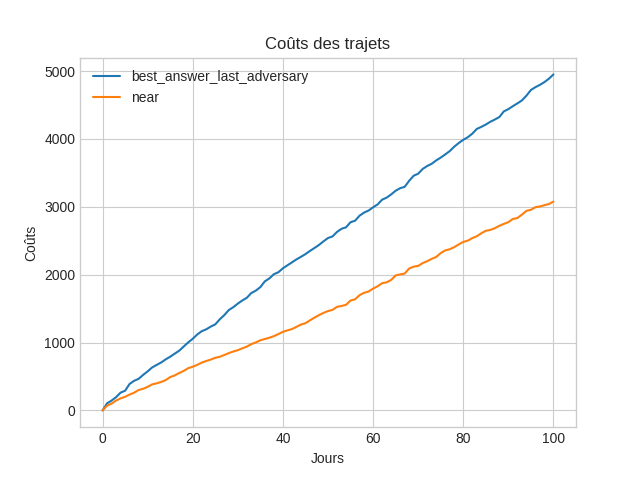 Coûts des trajets
best_answer_last_adversary
near
5000
4000
3000
2000
1000
0
Coûts
0 20 40 60 80 100
Jours